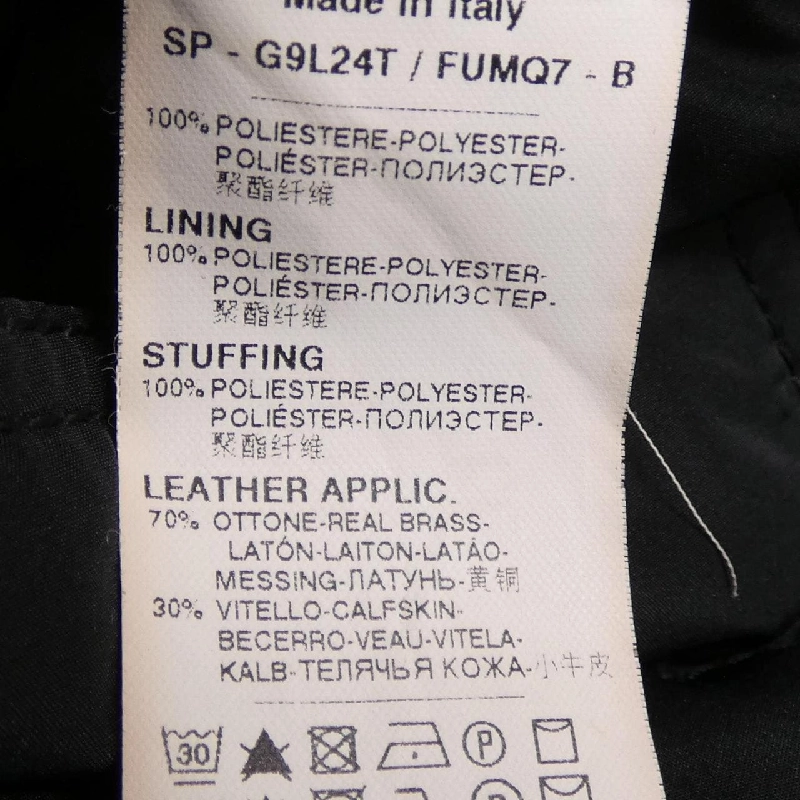 Made in Italy
SP - G9L24T / FUMQ7 - B
100% POLIESTERE-POLYESTER-
POLIÉSTER-ПОЛИЭСТЕР-
聚酯纤维
LINING
100% POLIESTERE-POLYESTER-
POLIÉSTER-ПОЛИЭСТЕР-
聚酯纤维
STUFFING
100% POLIESTERE-POLYESTER-
POLIÉSTER-ПОЛИЭСТЕР-
聚酯纤维
LEATHER APPLIC.
70% OTTONE-REAL BRASS-
LATÓN-LAITON-LATÃO-
MESSING-ЛАТУНЬ-黄铜
30% VITELLO-CALFSKIN-
BECERRO-VEAU-VITELA-
KALB-ТЕЛЯЧЬЯ КОЖА-小牛皮
30 P